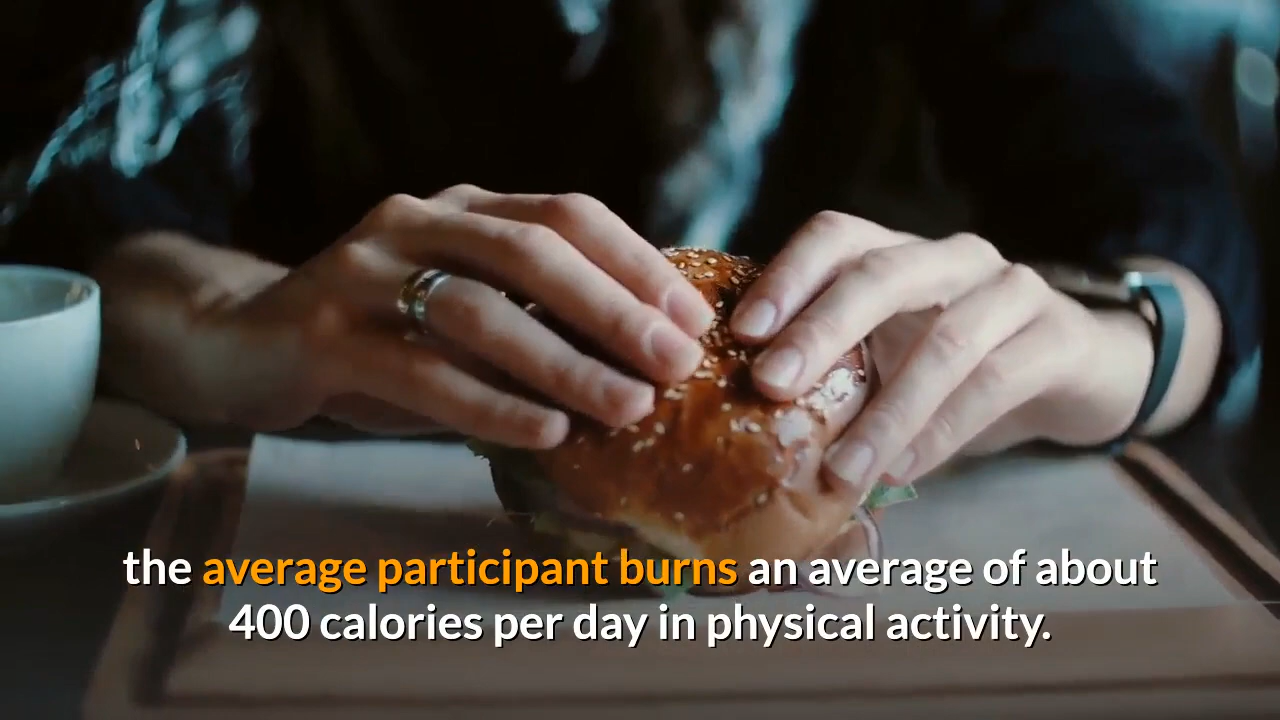 the average participant burns an average of about
400 calories per day in physical activity.